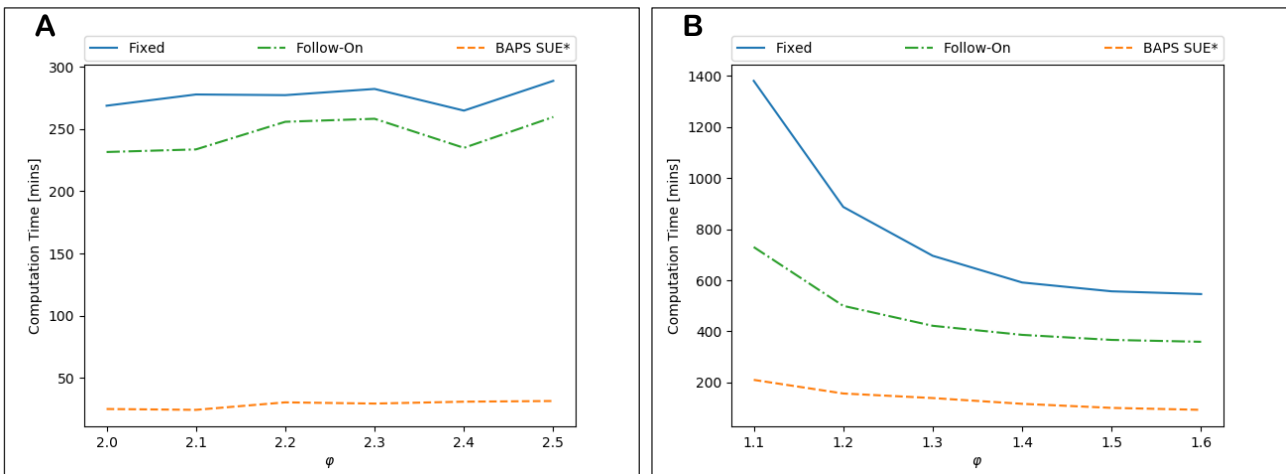 A
Fixed Follow-On BAPS SUE*
300
250
200
150
100
50
Computation Time [mins]
2.0 2.1 2.2 2.3 2.4 2.5
φ
B
Fixed Follow-On BAPS SUE*
1400
1200
1000
800
600
400
200
Computation Time [mins]
1.1 1.2 1.3 1.4 1.5 1.6
φ